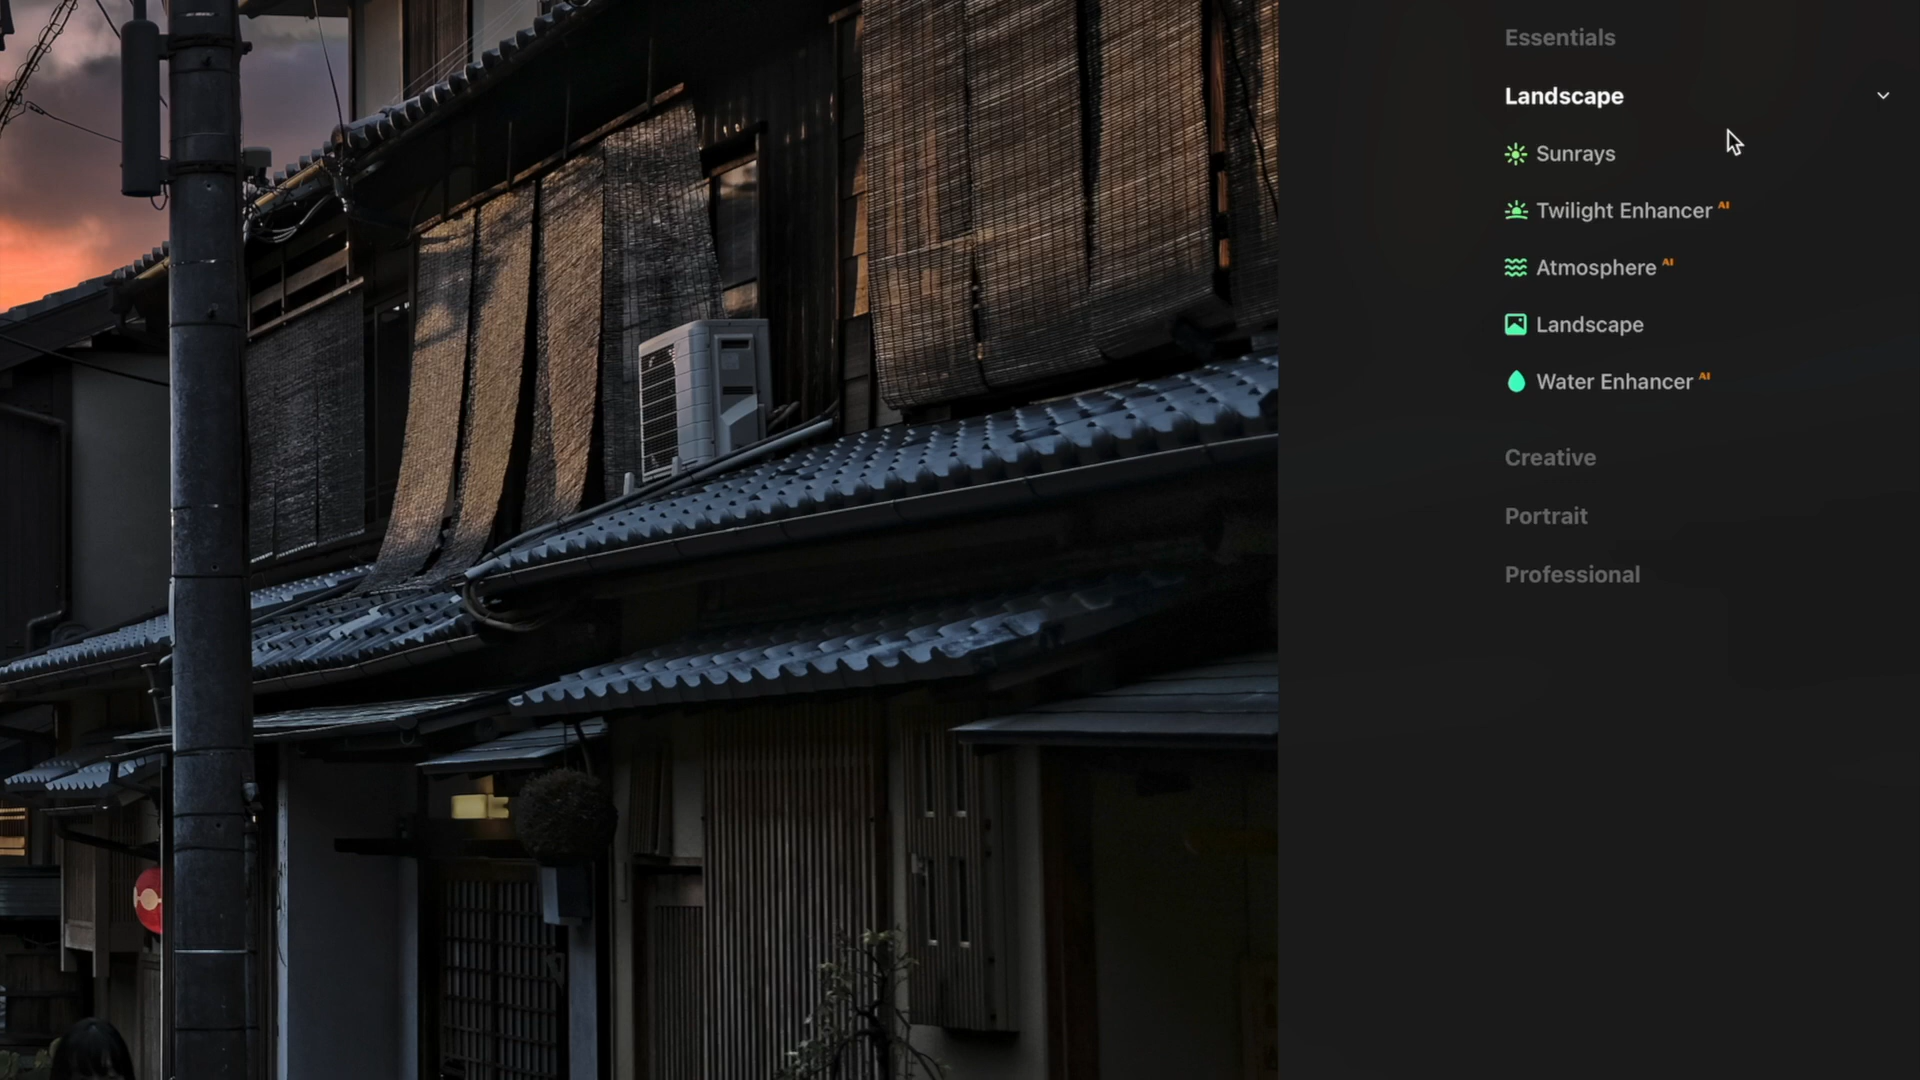 Essentials
Landscape
Sunrays
Twilight Enhancer AI
Atmosphere AI
Landscape
Water Enhancer AI
Creative
Portrait
Professional